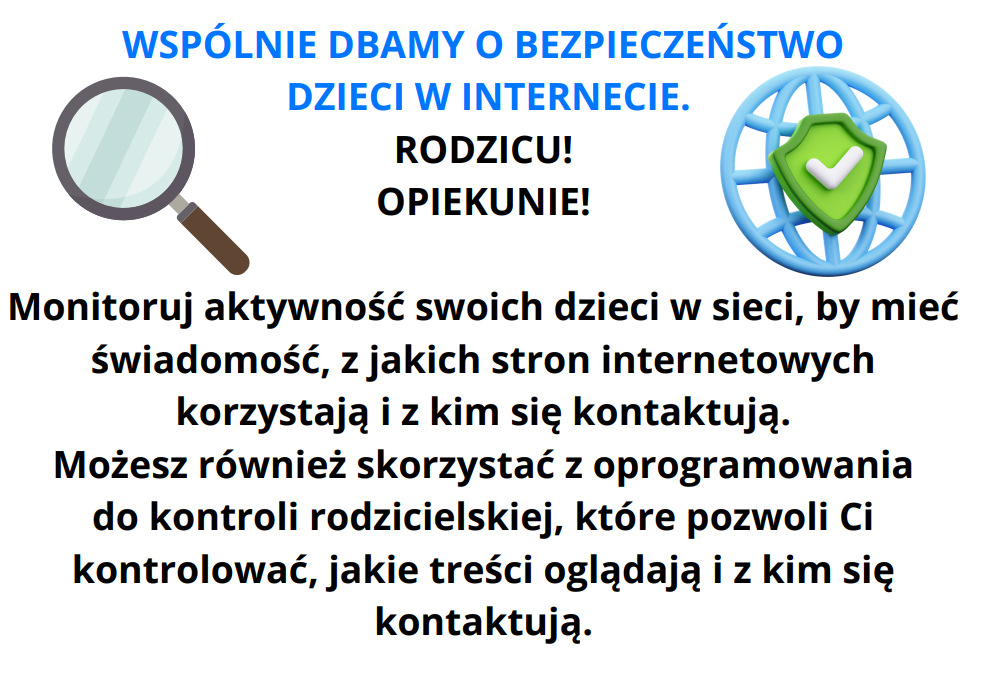 WSPÓLNIE DBAMY O BEZPIECZEŃSTWO
DZIECI W INTERNECIE.
RODZICU!
OPIEKUNIE!
Monitoruj aktywność swoich dzieci w sieci, by mieć
świadomość, z jakich stron internetowych
korzystają i z kim się kontaktują.
Możesz również skorzystać z oprogramowania
do kontroli rodzicielskiej, które pozwoli Ci
kontrolować, jakie treści oglądają i z kim się
kontaktują.